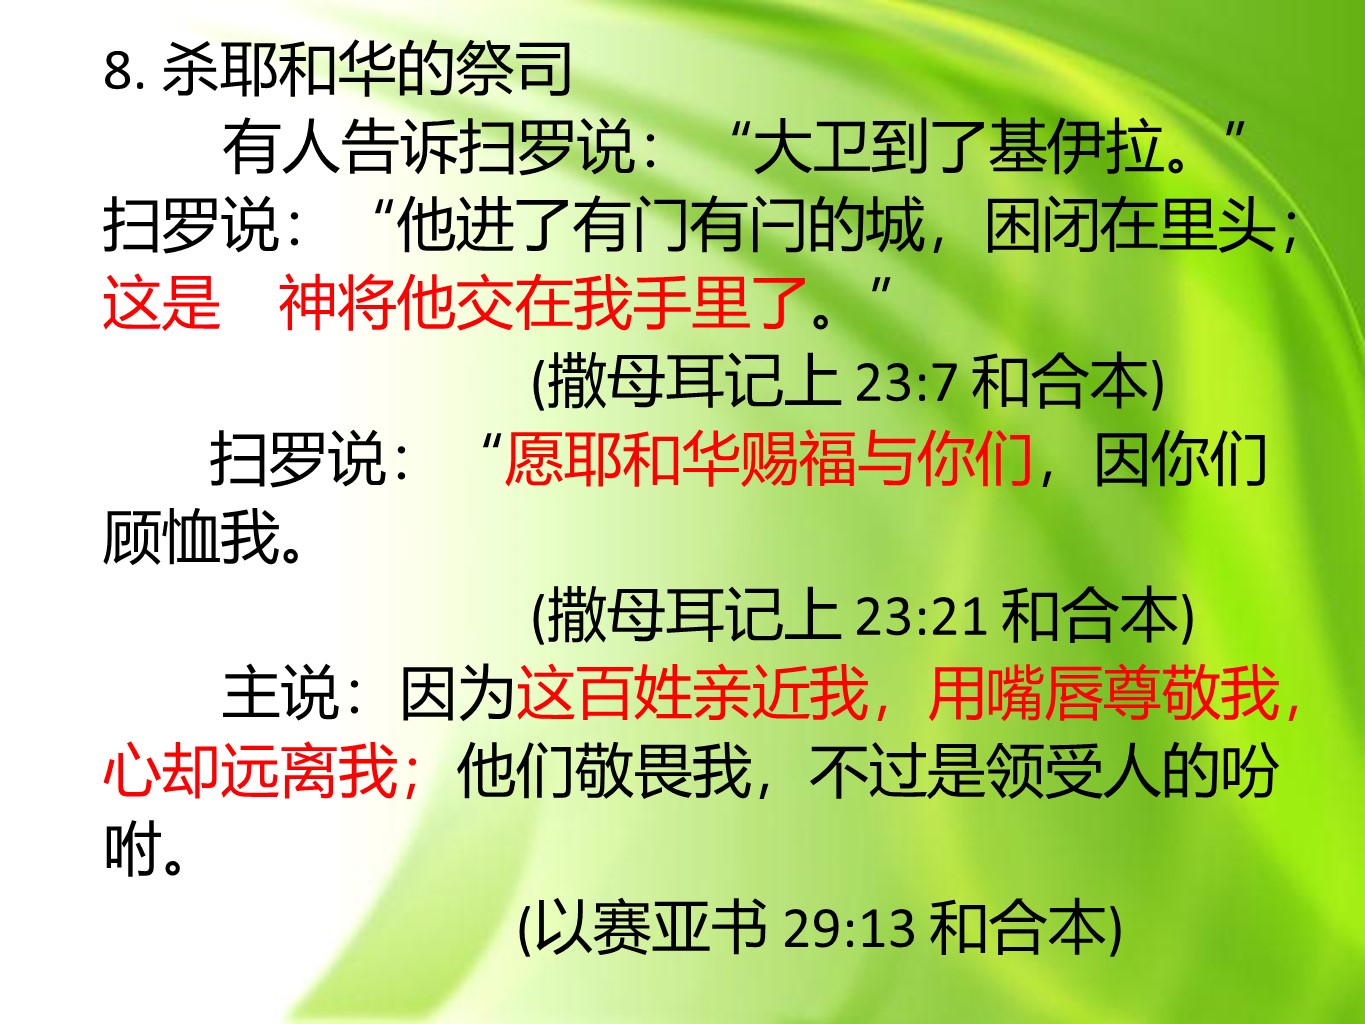 8. 杀耶和华的祭司
有人告诉扫罗说：“大卫到了基伊拉。”
扫罗说：“他进了有门有闩的城，困闭在里头；
这是　神将他交在我手里了。”
(撒母耳记上 23:7 和合本)
扫罗说：“愿耶和华赐福与你们，因你们
顾恤我。
(撒母耳记上 23:21 和合本)
主说：因为这百姓亲近我，用嘴唇尊敬我，
心却远离我；他们敬畏我，不过是领受人的吩
咐。
(以赛亚书 29:13 和合本)